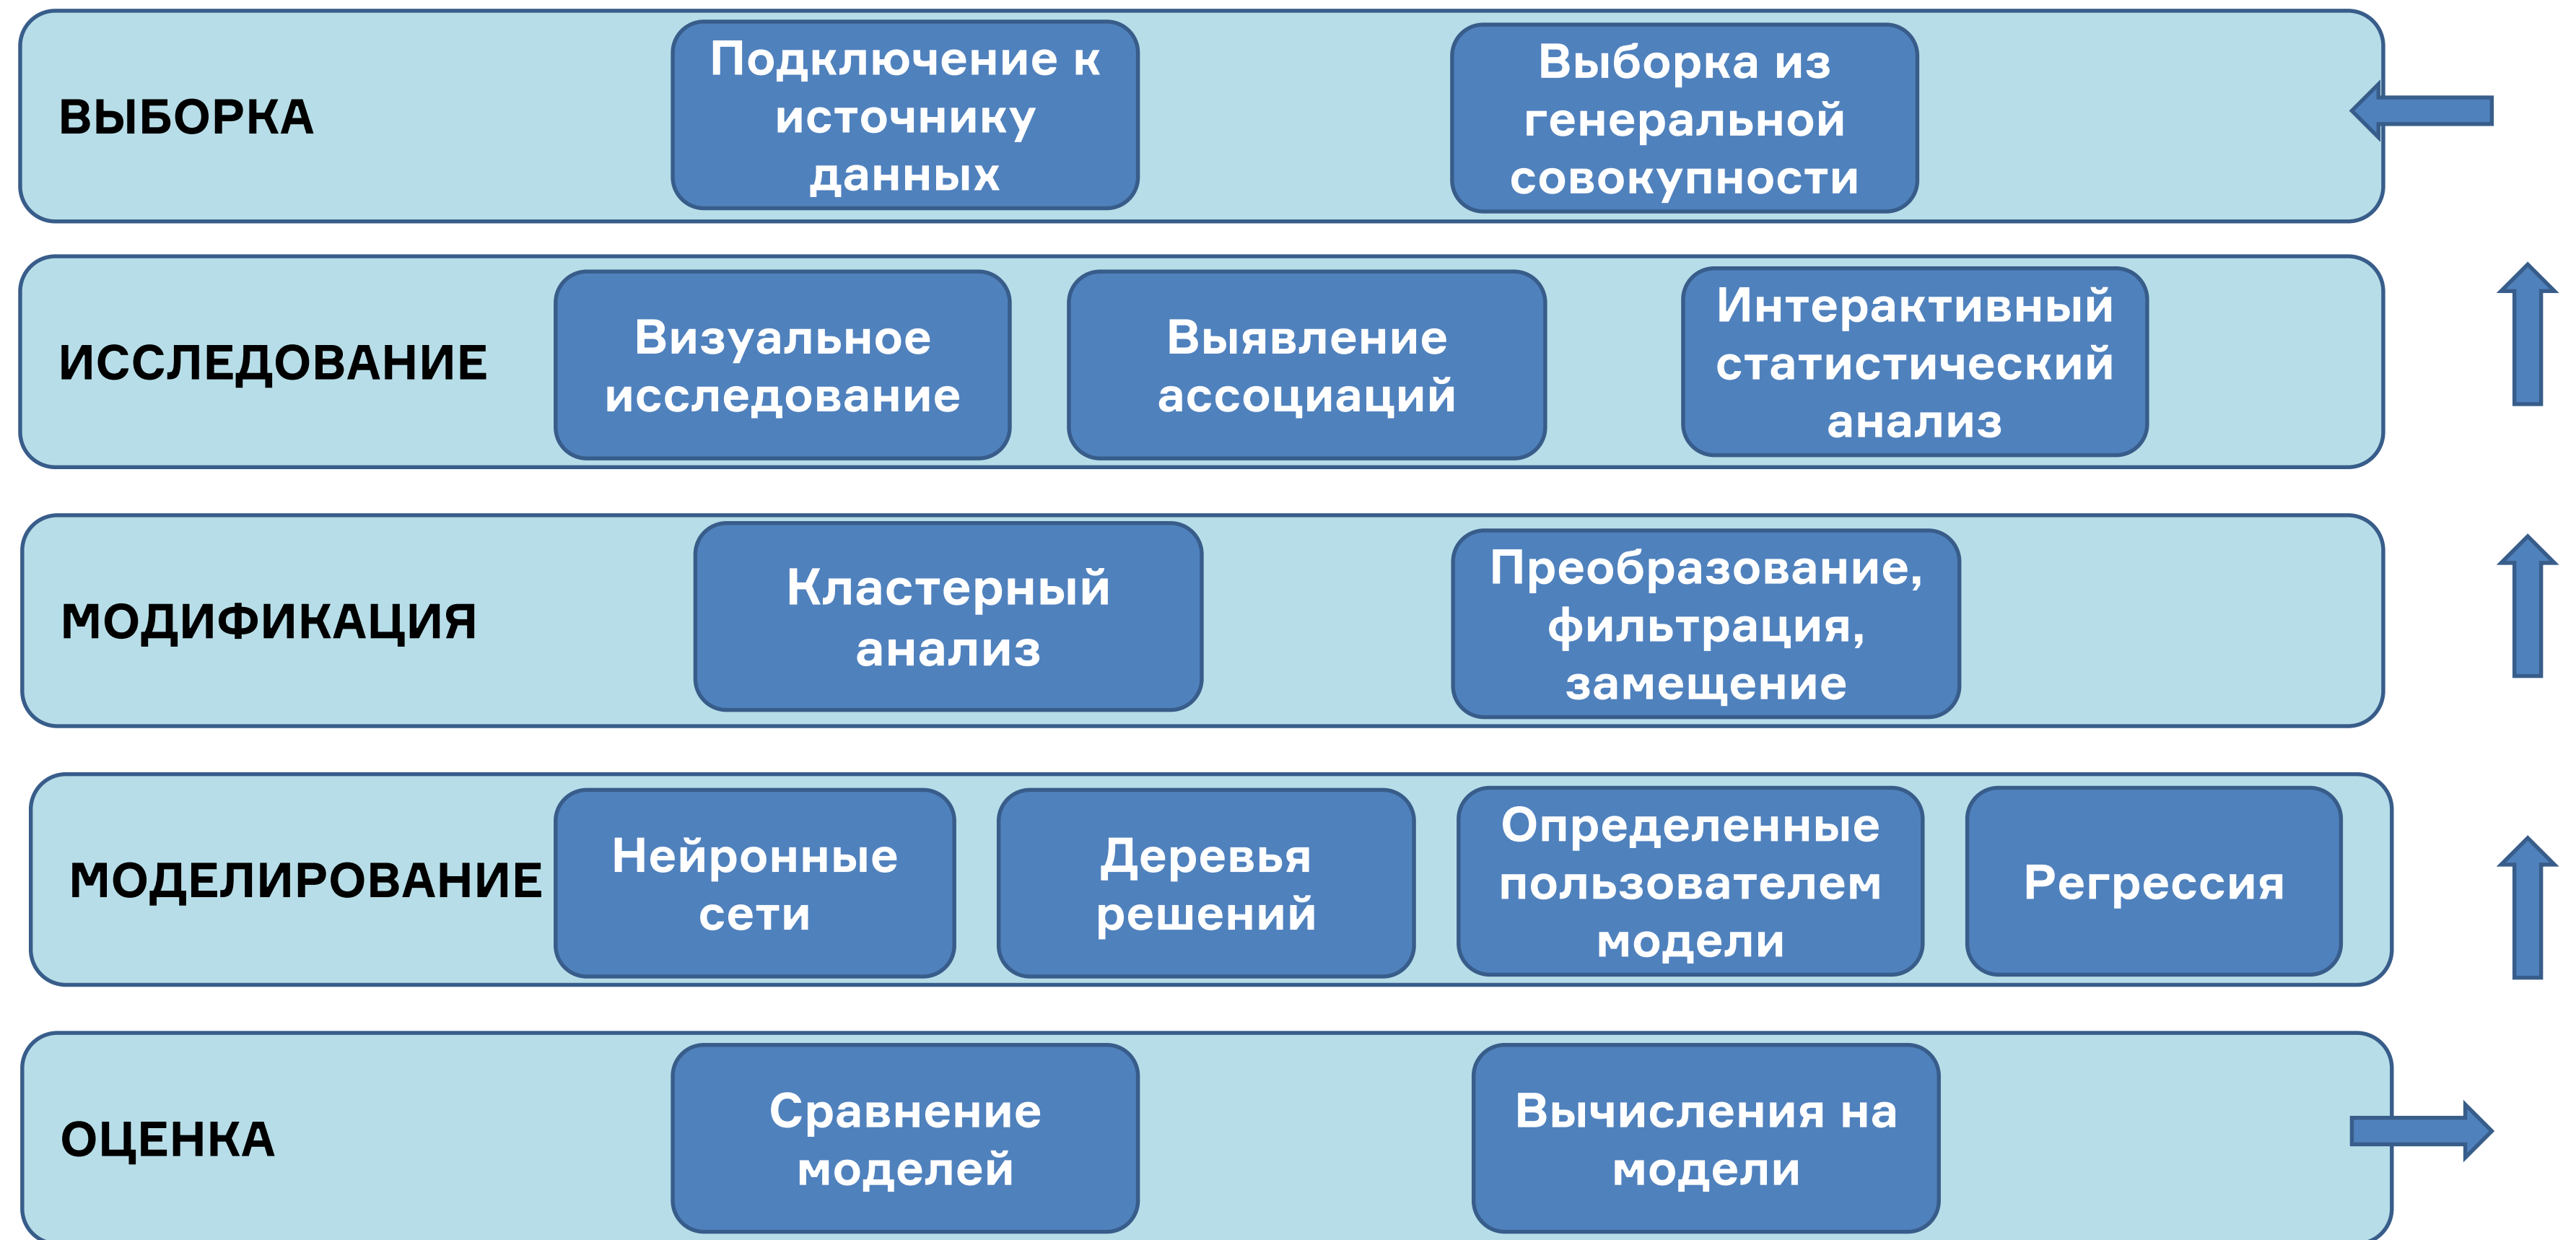 ВЫБОРКА
Подключение к
источнику
данных
Выборка из
генеральной
совокупности
ИССЛЕДОВАНИЕ
Визуальное
исследование
Выявление
ассоциаций
Интерактивный
статистический
анализ
МОДИФИКАЦИЯ
Кластерный
анализ
Преобразование,
фильтрация,
замещение
МОДЕЛИРОВАНИЕ
Нейронные
сети
Деревья
решений
Определенные
пользователем
модели
Регрессия
ОЦЕНКА
Сравнение
моделей
Вычисления на
модели